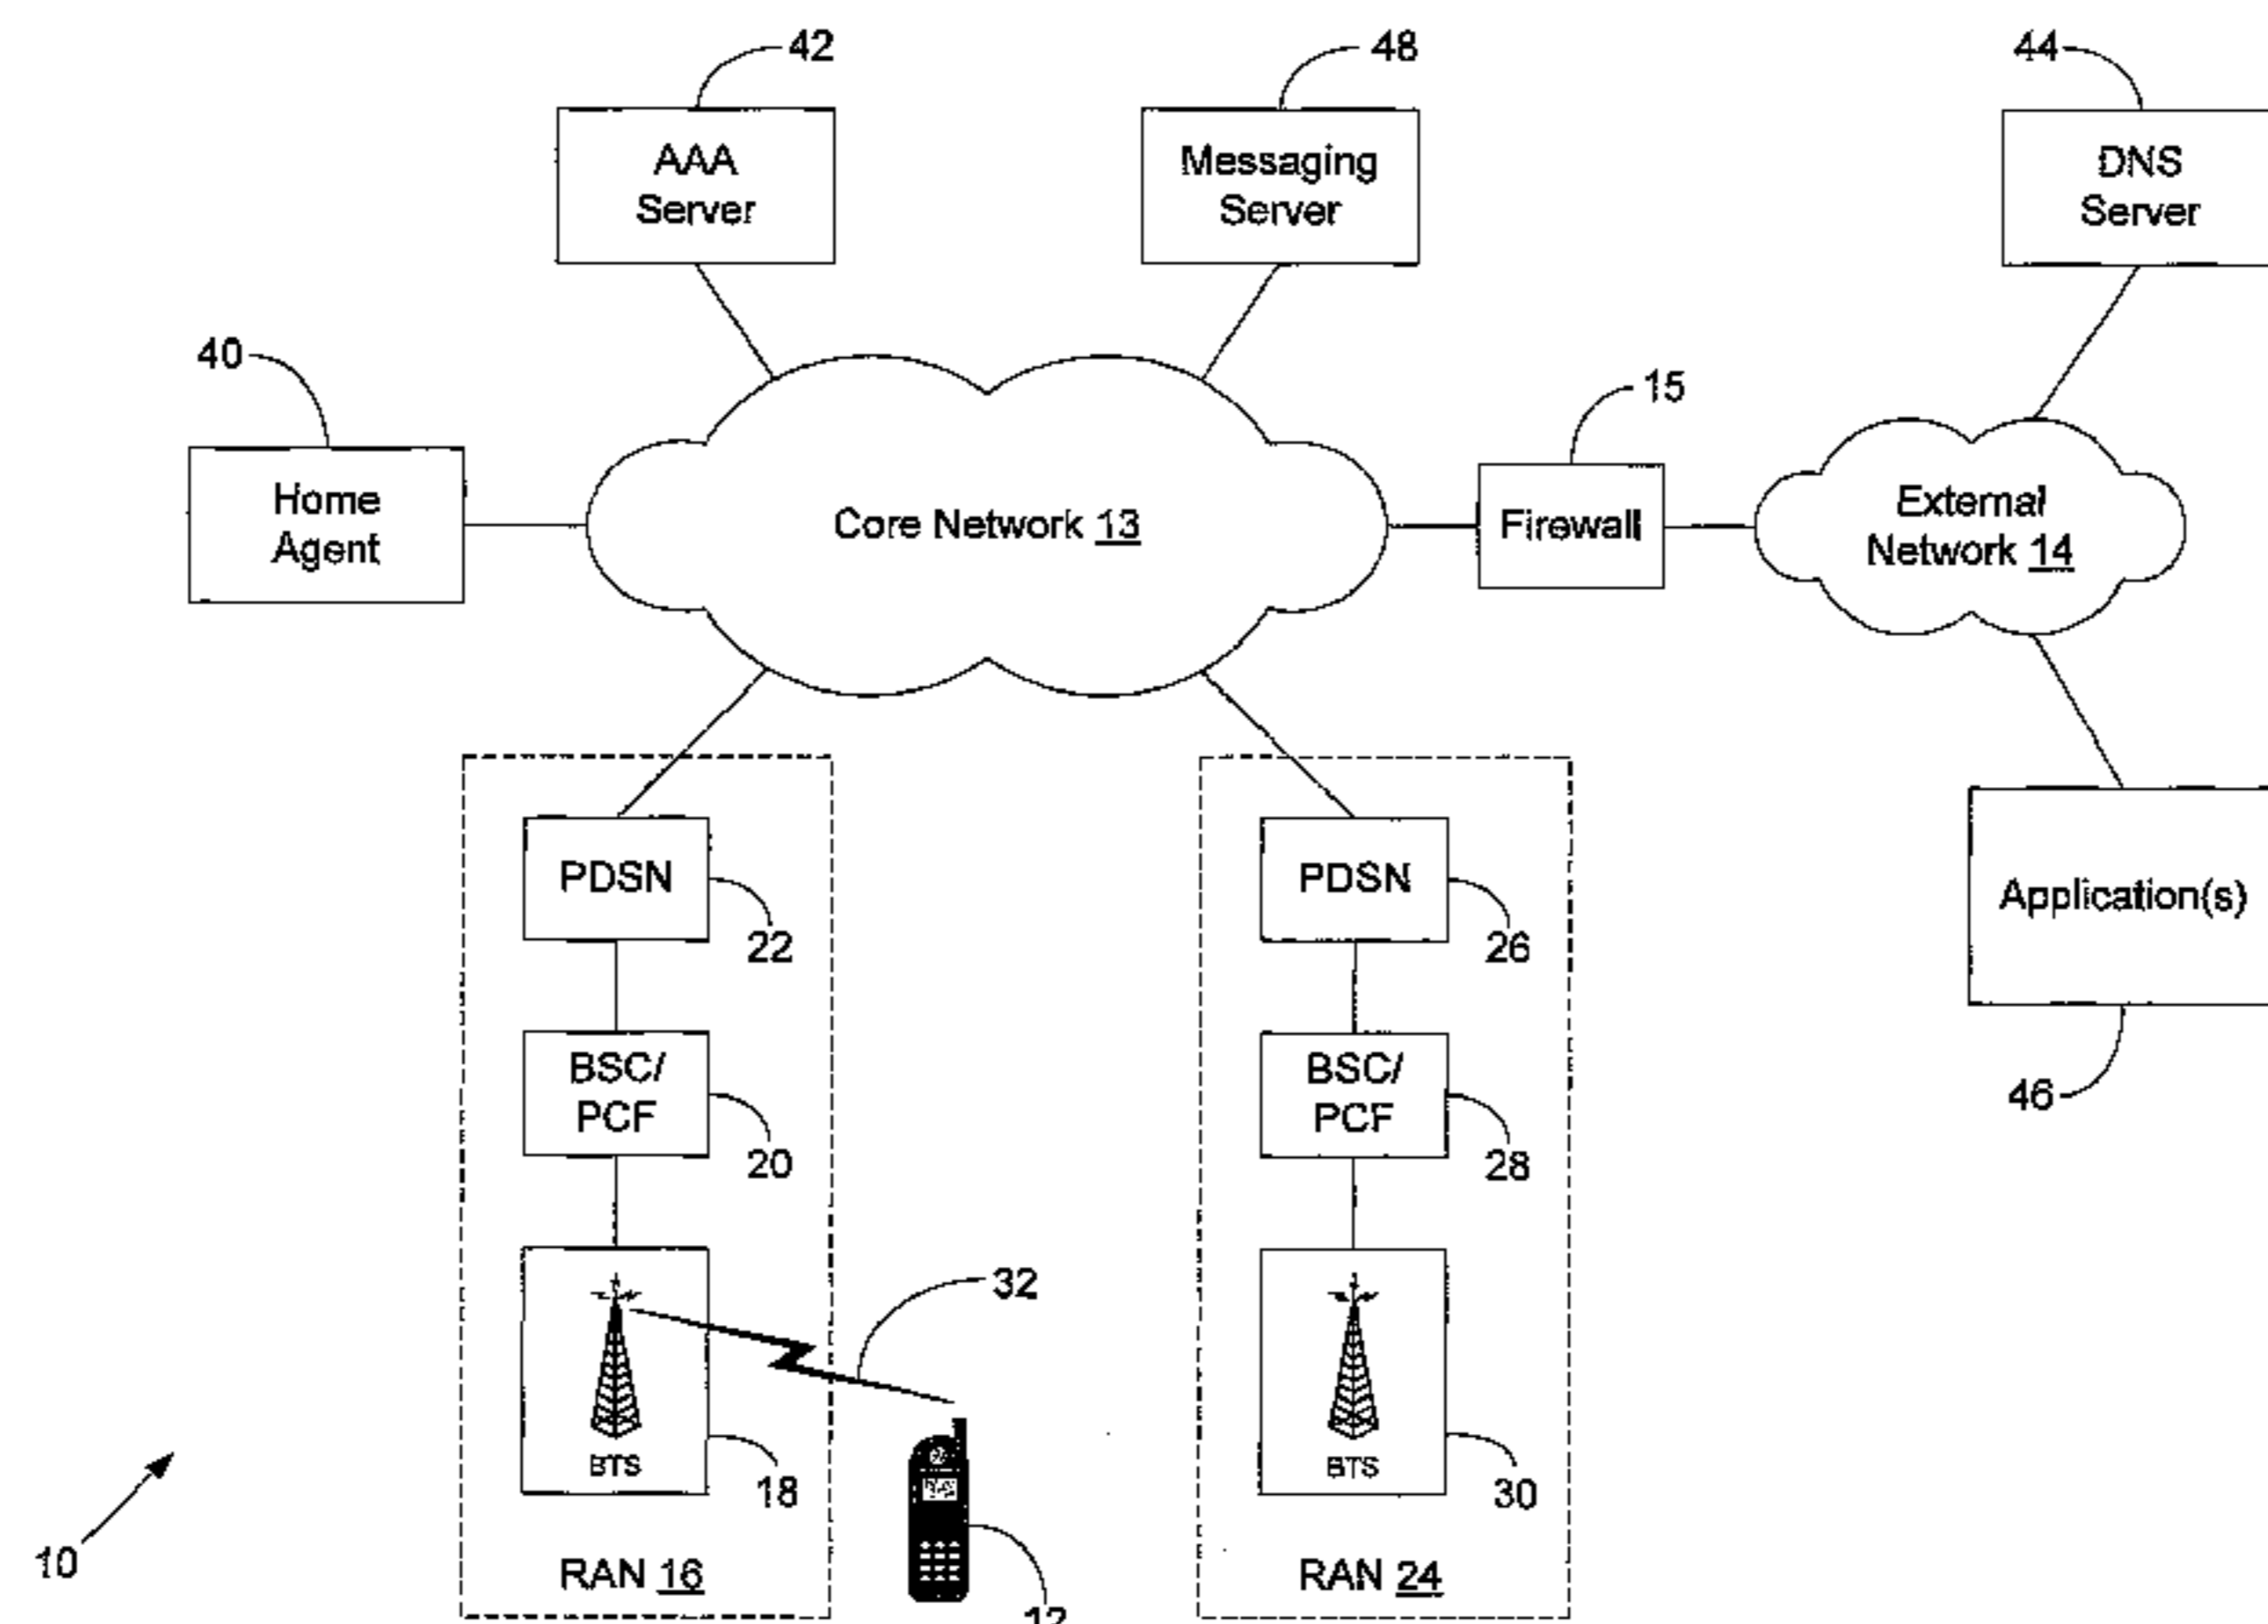 42
48
44
AAA
Server
Messaging
Server
DNS
Server
40
15
Home
Agent
Core Network 13
Firewall
External
Network 14
PDSN
22
PDSN
26
Application(s)
BSC/
PCF
20
BSC/
PCF
28
46
32
BTS
18
BTS
30
10
RAN 16
12
RAN 24